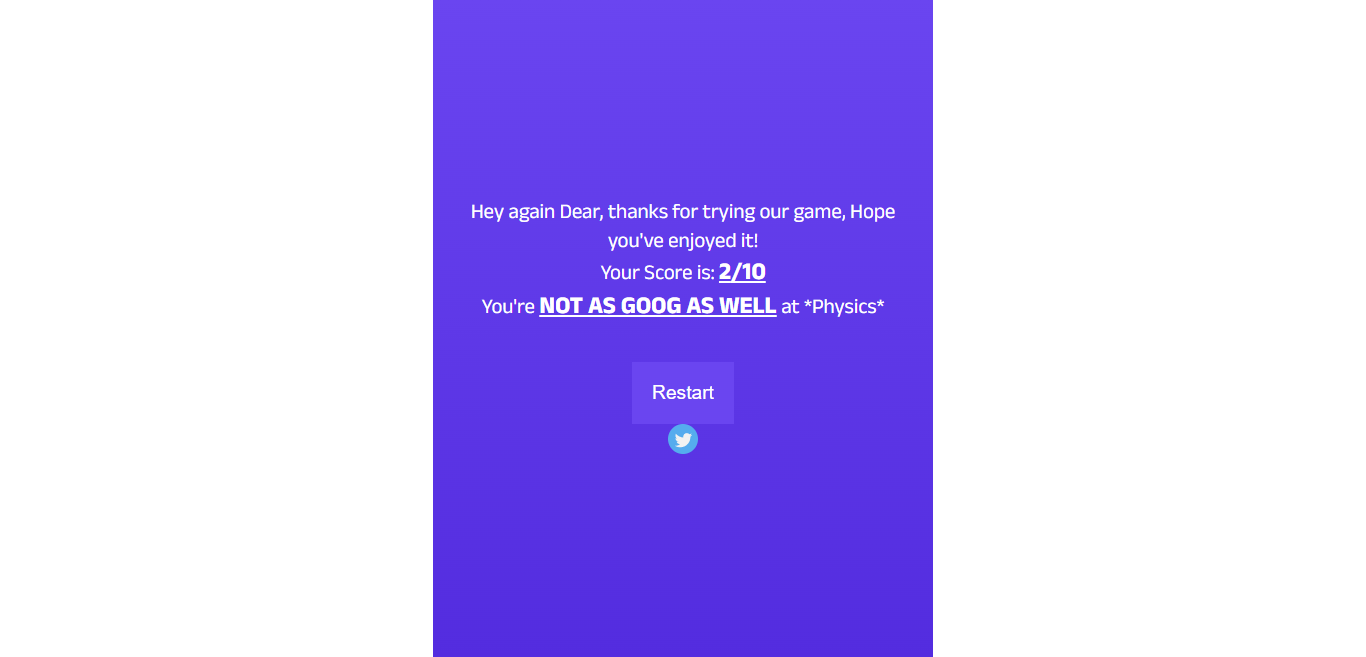 Hey again Dear, thanks for trying our game, Hope
you've enjoyed it!
Your Score is: 2/10
You're NOT AS GOOG AS WELL at *Physics*
Restart